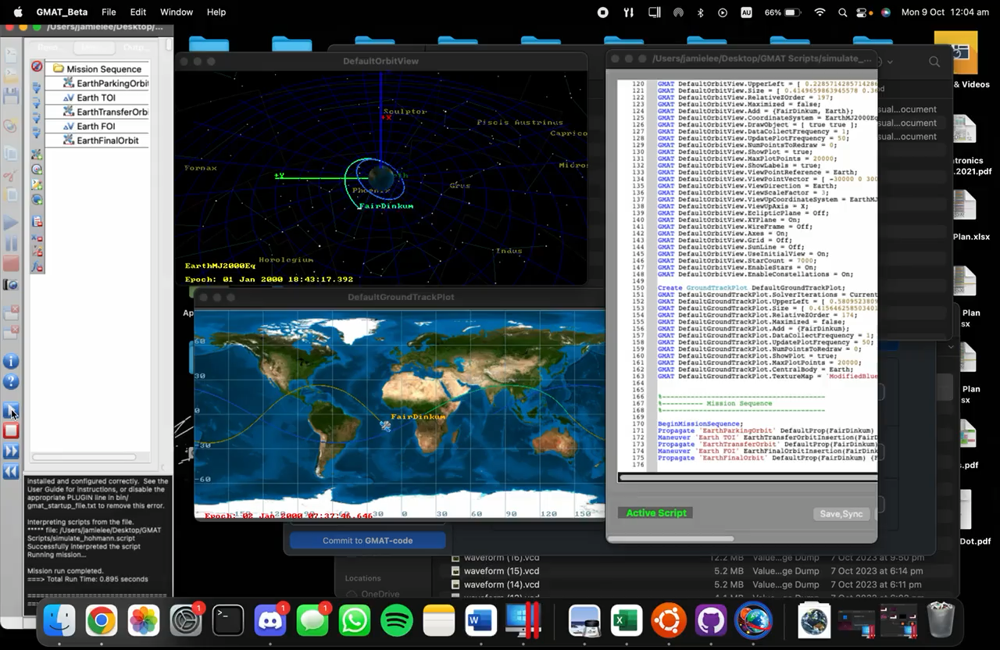 GMAT_Beta File Edit Window Help AU 66% Mon 9 Oct 12:04 am
/Users/jamielee/Desktop/...
Mission Sequence
EarthParkingOrbi
Earth TOI
EarthTransferOrbi
Earth FOI
EarthFinalOrbit
installed and configured correctly. See the
User Guide for instructions, or disable the
appropriate PLUGIN line in bin/
gmat_startup_file.txt to remove this error.
Interpreting scripts from the file.
***** file: /Users/jamielee/Desktop/GMAT
Scripts/simulate_hohmann.script
Successfully interpreted the script
Running mission...
Mission run completed.
===> Total Run Time: 0.895 seconds
DefaultOrbitView
Sculptor
+X
Piscis Austrinus
Capric
Fornax
Micros
+Y
Phoenix
Grus
FairDinkum
Indus
Horologium
EarthMJ2000Eq
Epoch: 01 Jan 2000 18:43:17.392
DefaultGroundTrackPlot
60
30
0
-30
-60
FairDinkum
Epoch: 02 Jan 2000 07:37:46.646
150 120 90 60 30 0 30 60 90 120 150
Commit to GMAT-code
/Users/jamielee/Desktop/GMAT Scripts/simulate_...
120 GMAT DefaultOrbitView.UpperLeft = [ 0.2285714285714286
121 GMAT DefaultOrbitView.Size = [ 0.4149659863945578 0.36
122 GMAT DefaultOrbitView.RelativeZOrder = 197;
123 GMAT DefaultOrbitView.Maximized = false;
124 GMAT DefaultOrbitView.Add = {FairDinkum, Earth};
125 GMAT DefaultOrbitView.CoordinateSystem = EarthMJ2000Eq
126 GMAT DefaultOrbitView.DrawObject = [ true true ];
127 GMAT DefaultOrbitView.DataCollectFrequency = 1;
128 GMAT DefaultOrbitView.UpdatePlotFrequency = 50;
129 GMAT DefaultOrbitView.NumPointsToRedraw = 0;
130 GMAT DefaultOrbitView.ShowPlot = true;
131 GMAT DefaultOrbitView.MaxPlotPoints = 20000;
132 GMAT DefaultOrbitView.ShowLabels = true;
133 GMAT DefaultOrbitView.ViewPointReference = Earth;
134 GMAT DefaultOrbitView.ViewPointVector = [ -30000 0 300
135 GMAT DefaultOrbitView.ViewDirection = Earth;
136 GMAT DefaultOrbitView.ViewScaleFactor = 3;
137 GMAT DefaultOrbitView.ViewUpCoordinateSystem = EarthMJ
138 GMAT DefaultOrbitView.ViewUpAxis = X;
139 GMAT DefaultOrbitView.EclipticPlane = Off;
140 GMAT DefaultOrbitView.XYPlane = On;
141 GMAT DefaultOrbitView.WireFrame = Off;
142 GMAT DefaultOrbitView.Axes = On;
143 GMAT DefaultOrbitView.Grid = Off;
144 GMAT DefaultOrbitView.SunLine = Off;
145 GMAT DefaultOrbitView.UseInitialView = On;
146 GMAT DefaultOrbitView.StarCount = 7000;
147 GMAT DefaultOrbitView.EnableStars = On;
148 GMAT DefaultOrbitView.EnableConstellations = On;
149
150 Create GroundTrackPlot DefaultGroundTrackPlot;
151 GMAT DefaultGroundTrackPlot.SolverIterations = Current
152 GMAT DefaultGroundTrackPlot.UpperLeft = [ 0.5809523809
153 GMAT DefaultGroundTrackPlot.Size = [ 0.415646258503401
154 GMAT DefaultGroundTrackPlot.RelativeZOrder = 174;
155 GMAT DefaultGroundTrackPlot.Maximized = false;
156 GMAT DefaultGroundTrackPlot.Add = {FairDinkum};
157 GMAT DefaultGroundTrackPlot.DataCollectFrequency = 1;
158 GMAT DefaultGroundTrackPlot.UpdatePlotFrequency = 50;
159 GMAT DefaultGroundTrackPlot.NumPointsToRedraw = 0;
160 GMAT DefaultGroundTrackPlot.ShowPlot = true;
161 GMAT DefaultGroundTrackPlot.MaxPlotPoints = 20000;
162 GMAT DefaultGroundTrackPlot.CentralBody = Earth;
163 GMAT DefaultGroundTrackPlot.TextureMap = 'ModifiedBlue
164
165
166 %----------------------------------------
167 %---------- Mission Sequence
168 %----------------------------------------
169
170 BeginMissionSequence;
171 Propagate 'EarthParkingOrbit' DefaultProp(FairDinkum)
172 Maneuver 'Earth TOI' EarthTransferOrbitInsertion(FairD
173 Propagate 'EarthTransferOrbit' DefaultProp(FairDinkum)
174 Maneuver 'Earth FOI' EarthFinalOrbitInsertion(FairDink
175 Propagate 'EarthFinalOrbit' DefaultProp(FairDinkum) {F
176
Active Script
Save,Sync
sual...ocument
sual...ocument
sual...ocument
& Videos
otronics
.2021.pdf
Plan.xlsx
Plan
sx
Plan
sx
s.pdf
Dot.pdf
waveform (16).vcd 12.2 MB Value...ge Dump 7 Oct 2023 at 9:50 pm
waveform (15).vcd 5.2 MB Value...ge Dump 7 Oct 2023 at 6:14 pm
waveform (14).vcd 5.2 MB Value...ge Dump 7 Oct 2023 at 6:11 pm
Locations
OneDrive